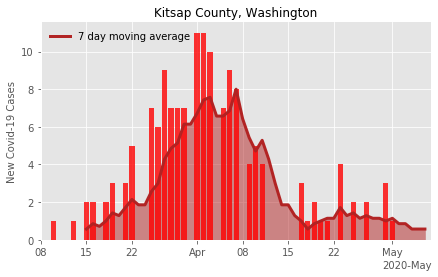 Kitsap County, Washington
7 day moving average
New Covid-19 Cases
10
8
6
4
2
0
08 15 22 Apr 08 15 22 May
2020-May